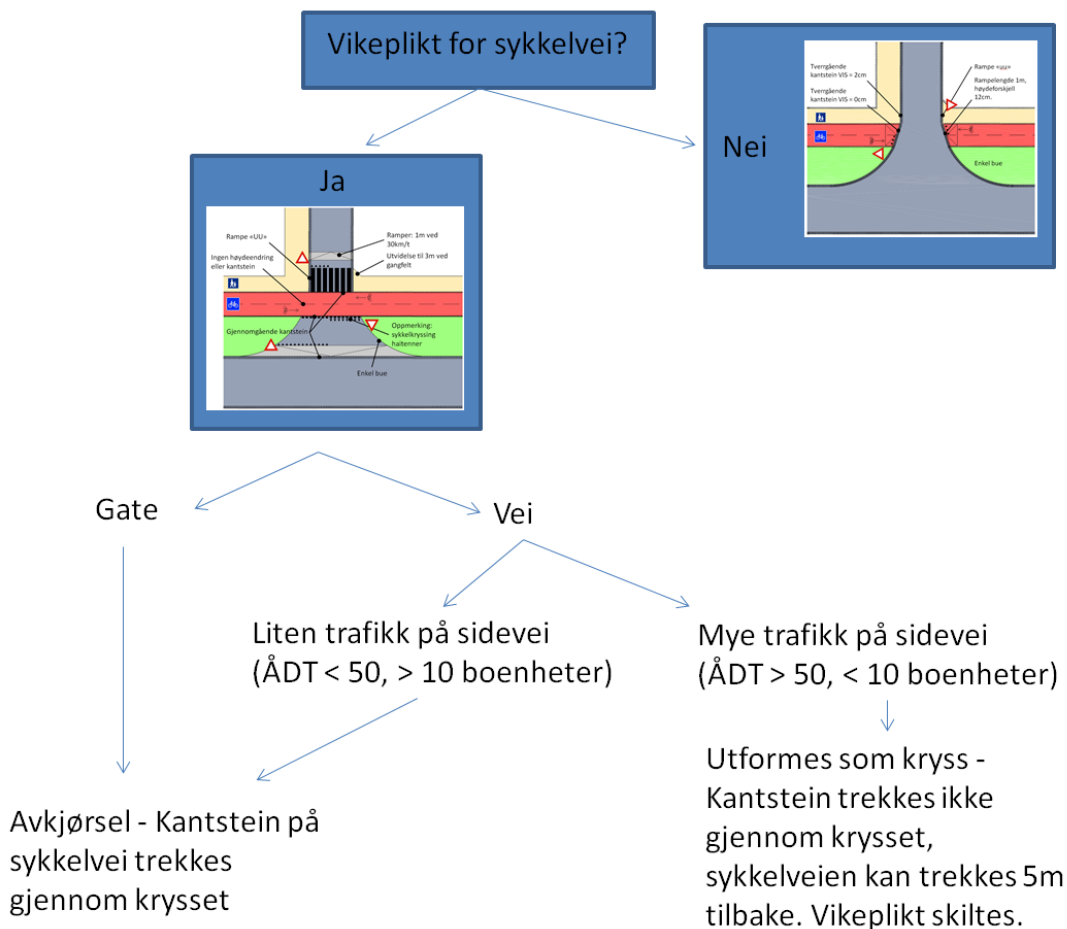 Vikeplikt for sykkelvei?
Nei
Tverrgående
kantstein VIS = 2cm
Tverrgående
kantstein VIS = 0cm
Rampe «uu»
Rampelengde 1m,
høydeforskjell
12cm.
Enkel bue
Ja
Rampe «UU»
Ingen høydeendring
eller kantstein
Ramper: 1m ved
30km/t
Utvidelse til 3m ved
gangfelt
Gjennomgående kantstein
Oppmerking:
sykkelkryssing
haitenner
Enkel bue
Gate
Vei
Liten trafikk på sidevei
(ÅDT < 50, > 10 boenheter)
Mye trafikk på sidevei
(ÅDT > 50, < 10 boenheter)
Avkjørsel - Kantstein på
sykkelvei trekkes
gjennom krysset
Utformes som kryss -
Kantstein trekkes ikke
gjennom krysset,
sykkelveien kan trekkes 5m
tilbake. Vikeplikt skiltes.